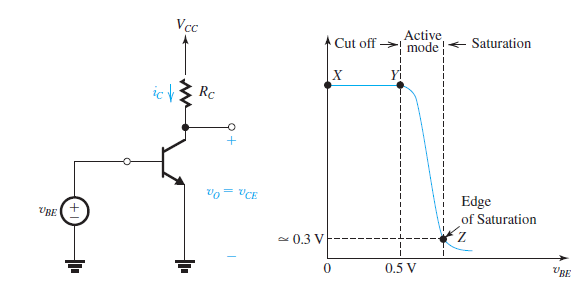 V_CC
i_C
R_C
+
v_O = v_CE
v_BE
+
−
−
Cut off
Active
mode
Saturation
X
Y
Edge
of Saturation
Z
≃ 0.3 V
0
0.5 V
v_BE